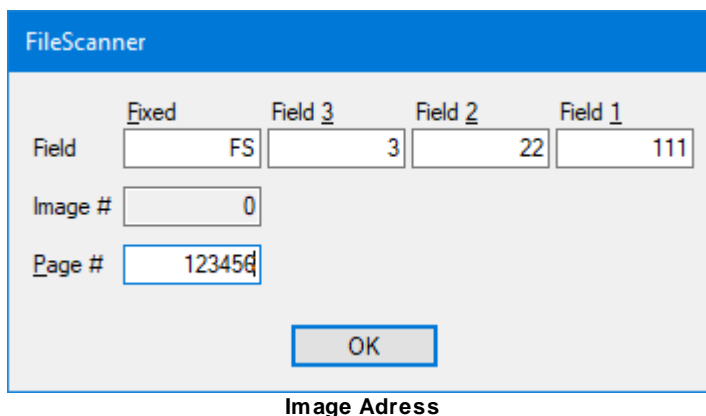 FileScanner
Fixed Field 3 Field 2 Field 1
Field FS 3 22 111
Image # 0
Page # 123456
OK
Image Adress